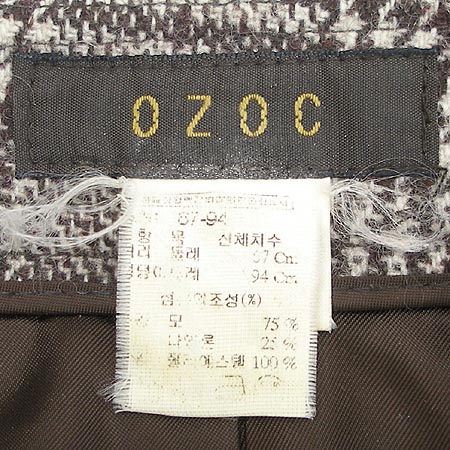 OZOC
67-94
항 목 신체치수
허리 둘레 67 Cm
엉덩이 둘레 94 Cm
섬유의조성(%)
모 75 %
나일론 25 %
폴리에스텔 100 %